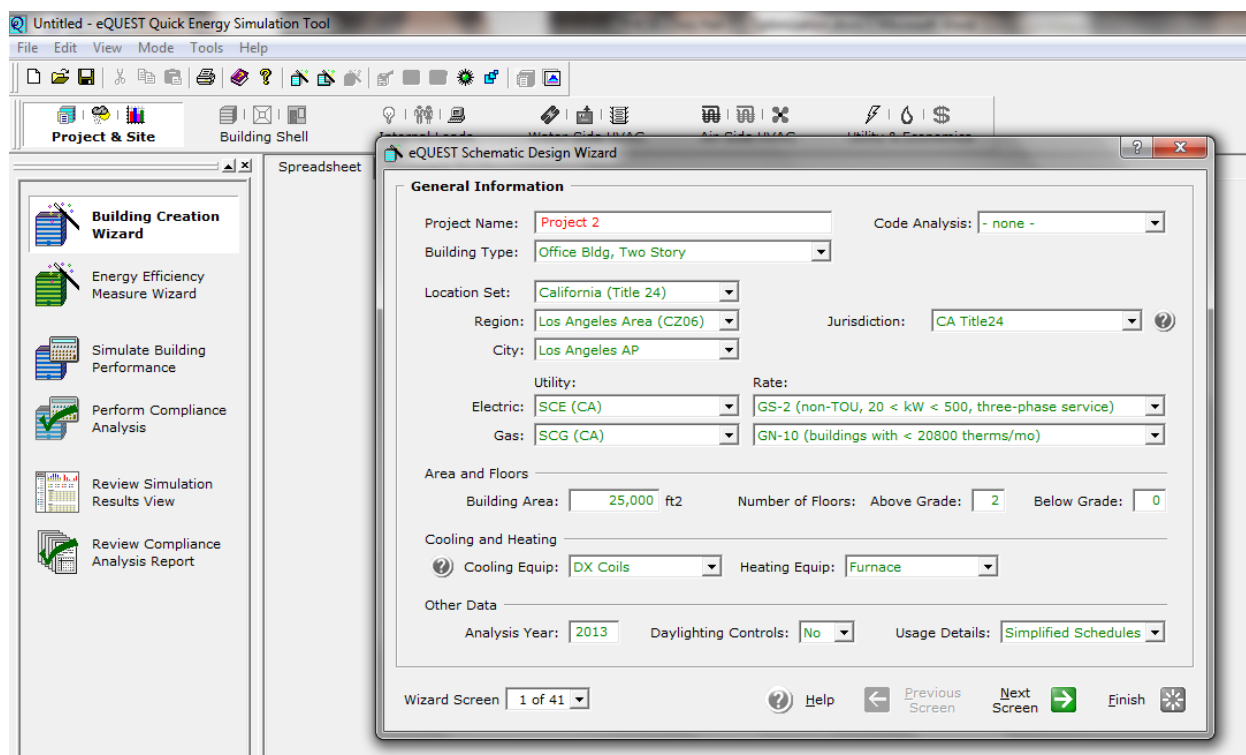 Untitled - eQUEST Quick Energy Simulation Tool
File Edit View Mode Tools Help
Project & Site Building Shell
Spreadsheet
Building Creation
Wizard
Energy Efficiency
Measure Wizard
Simulate Building
Performance
Perform Compliance
Analysis
Review Simulation
Results View
Review Compliance
Analysis Report
eQUEST Schematic Design Wizard
General Information
Project Name: Project 2 Code Analysis: - none -
Building Type: Office Bldg, Two Story
Location Set: California (Title 24)
Region: Los Angeles Area (CZ06) Jurisdiction: CA Title24
City: Los Angeles AP
Utility: Rate:
Electric: SCE (CA) GS-2 (non-TOU, 20 < kW < 500, three-phase service)
Gas: SCG (CA) GN-10 (buildings with < 20800 therms/mo)
Area and Floors
Building Area: 25,000 ft2 Number of Floors: Above Grade: 2 Below Grade: 0
Cooling and Heating
Cooling Equip: DX Coils Heating Equip: Furnace
Other Data
Analysis Year: 2013 Daylighting Controls: No Usage Details: Simplified Schedules
Wizard Screen 1 of 41 Help Previous Screen Next Screen Finish